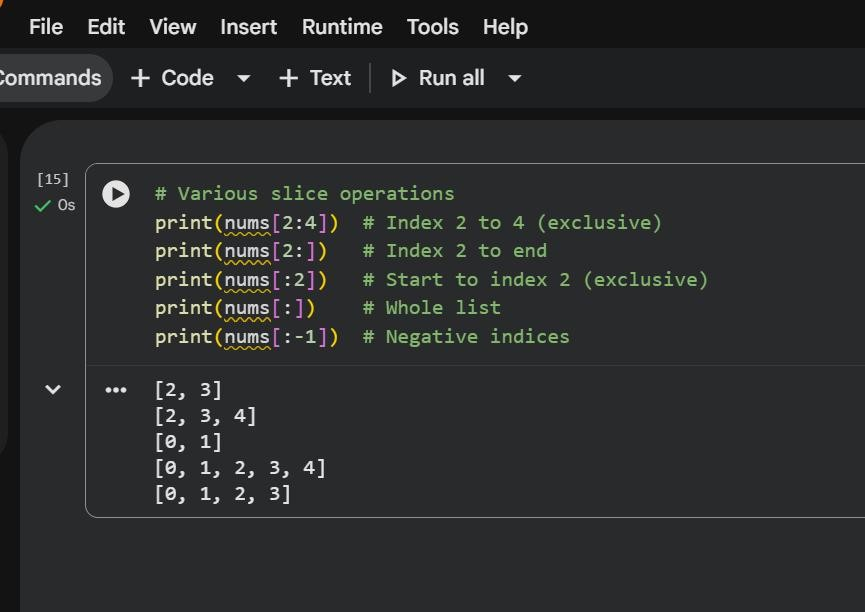 File Edit View Insert Runtime Tools Help
Commands + Code + Text Run all
[15]
0s
# Various slice operations
print(nums[2:4])  # Index 2 to 4 (exclusive)
print(nums[2:])   # Index 2 to end
print(nums[:2])   # Start to index 2 (exclusive)
print(nums[:])    # Whole list
print(nums[:-1])  # Negative indices
[2, 3]
[2, 3, 4]
[0, 1]
[0, 1, 2, 3, 4]
[0, 1, 2, 3]